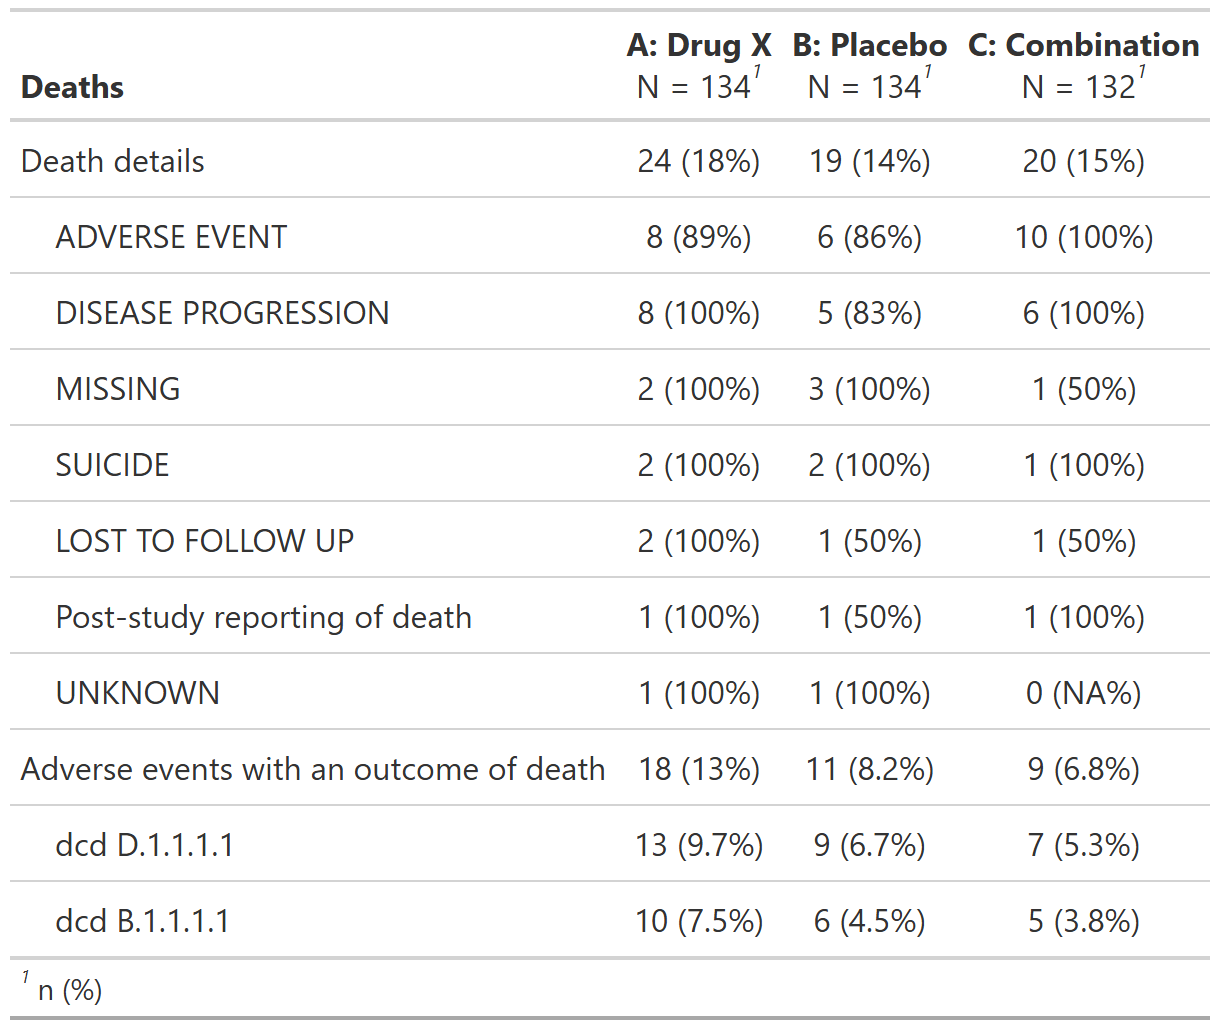 Deaths A: Drug X N = 134¹ B: Placebo N = 134¹ C: Combination N = 132¹
Death details 24 (18%) 19 (14%) 20 (15%)
ADVERSE EVENT 8 (89%) 6 (86%) 10 (100%)
DISEASE PROGRESSION 8 (100%) 5 (83%) 6 (100%)
MISSING 2 (100%) 3 (100%) 1 (50%)
SUICIDE 2 (100%) 2 (100%) 1 (100%)
LOST TO FOLLOW UP 2 (100%) 1 (50%) 1 (50%)
Post-study reporting of death 1 (100%) 1 (50%) 1 (100%)
UNKNOWN 1 (100%) 1 (100%) 0 (NA%)
Adverse events with an outcome of death 18 (13%) 11 (8.2%) 9 (6.8%)
dcd D.1.1.1.1 13 (9.7%) 9 (6.7%) 7 (5.3%)
dcd B.1.1.1.1 10 (7.5%) 6 (4.5%) 5 (3.8%)
¹ n (%)